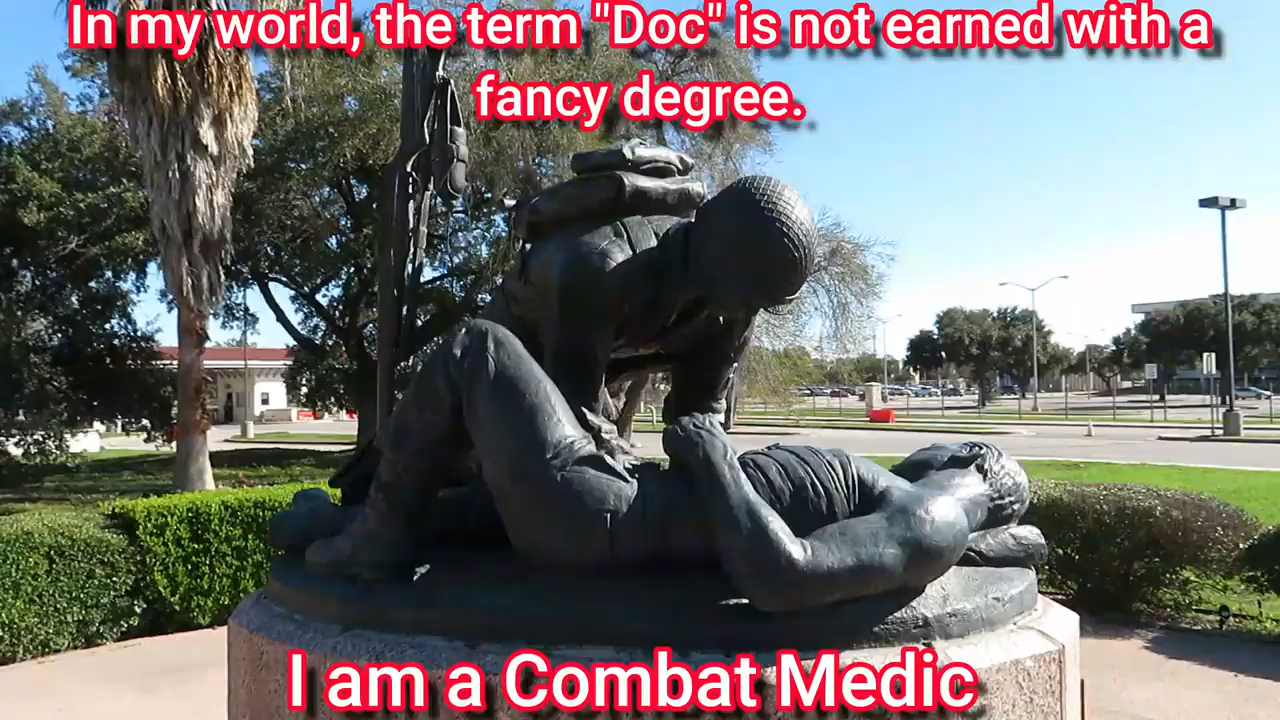 In my world, the term "Doc" is not earned with a
fancy degree.
I am a Combat Medic